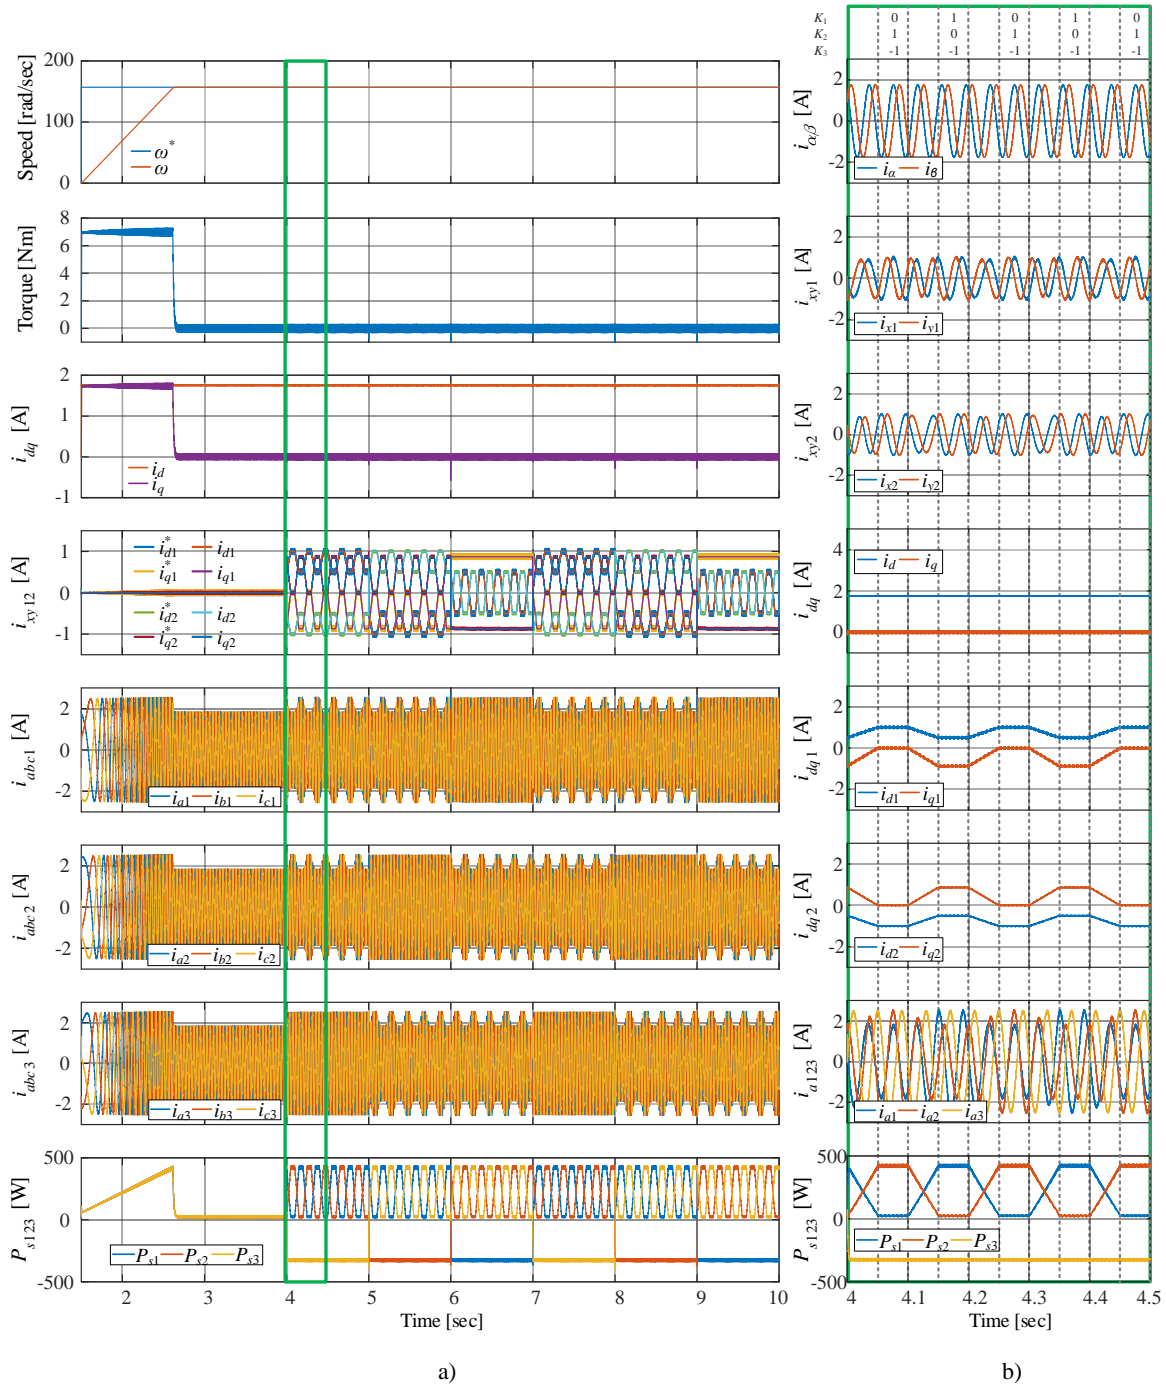 K1 0 1 0 1 0
K2 1 0 1 0 1
K3 -1 -1 -1 -1 -1
Speed [rad/sec]
200
100
0
ω*
ω
Torque [Nm]
8
6
4
2
0
i_dq [A]
2
1
0
-1
i_d
i_q
i_xy12 [A]
1
0
-1
i*_d1 i_d1
i*_q1 i_q1
i*_d2 i_d2
i*_q2 i_q2
i_abc1 [A]
2
0
-2
i_a1 i_b1 i_c1
i_abc2 [A]
2
0
-2
i_a2 i_b2 i_c2
i_abc3 [A]
2
0
-2
i_a3 i_b3 i_c3
P_s123 [W]
500
0
-500
P_s1 P_s2 P_s3
2 3 4 5 6 7 8 9 10
Time [sec]
a)
i_αβ [A]
2
0
-2
i_α i_β
i_xy1 [A]
2
0
-2
i_x1 i_y1
i_xy2 [A]
2
0
-2
i_x2 i_y2
i_dq [A]
4
2
0
i_d i_q
i_dq1 [A]
2
0
-2
i_d1 i_q1
i_dq2 [A]
2
0
-2
i_d2 i_q2
i_a123 [A]
2
0
-2
i_a1 i_a2 i_a3
P_s123 [W]
500
0
-500
P_s1 P_s2 P_s3
4 4.1 4.2 4.3 4.4 4.5
Time [sec]
b)